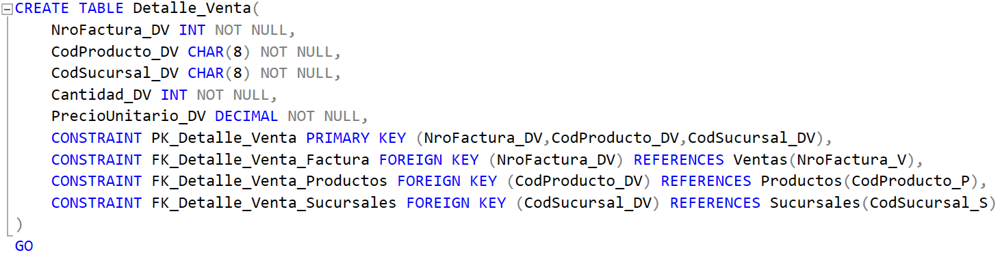 CREATE TABLE Detalle_Venta(
    NroFactura_DV INT NOT NULL,
    CodProducto_DV CHAR(8) NOT NULL,
    CodSucursal_DV CHAR(8) NOT NULL,
    Cantidad_DV INT NOT NULL,
    PrecioUnitario_DV DECIMAL NOT NULL,
    CONSTRAINT PK_Detalle_Venta PRIMARY KEY (NroFactura_DV,CodProducto_DV,CodSucursal_DV),
    CONSTRAINT FK_Detalle_Venta_Factura FOREIGN KEY (NroFactura_DV) REFERENCES Ventas(NroFactura_V),
    CONSTRAINT FK_Detalle_Venta_Productos FOREIGN KEY (CodProducto_DV) REFERENCES Productos(CodProducto_P),
    CONSTRAINT FK_Detalle_Venta_Sucursales FOREIGN KEY (CodSucursal_DV) REFERENCES Sucursales(CodSucursal_S)
)
GO